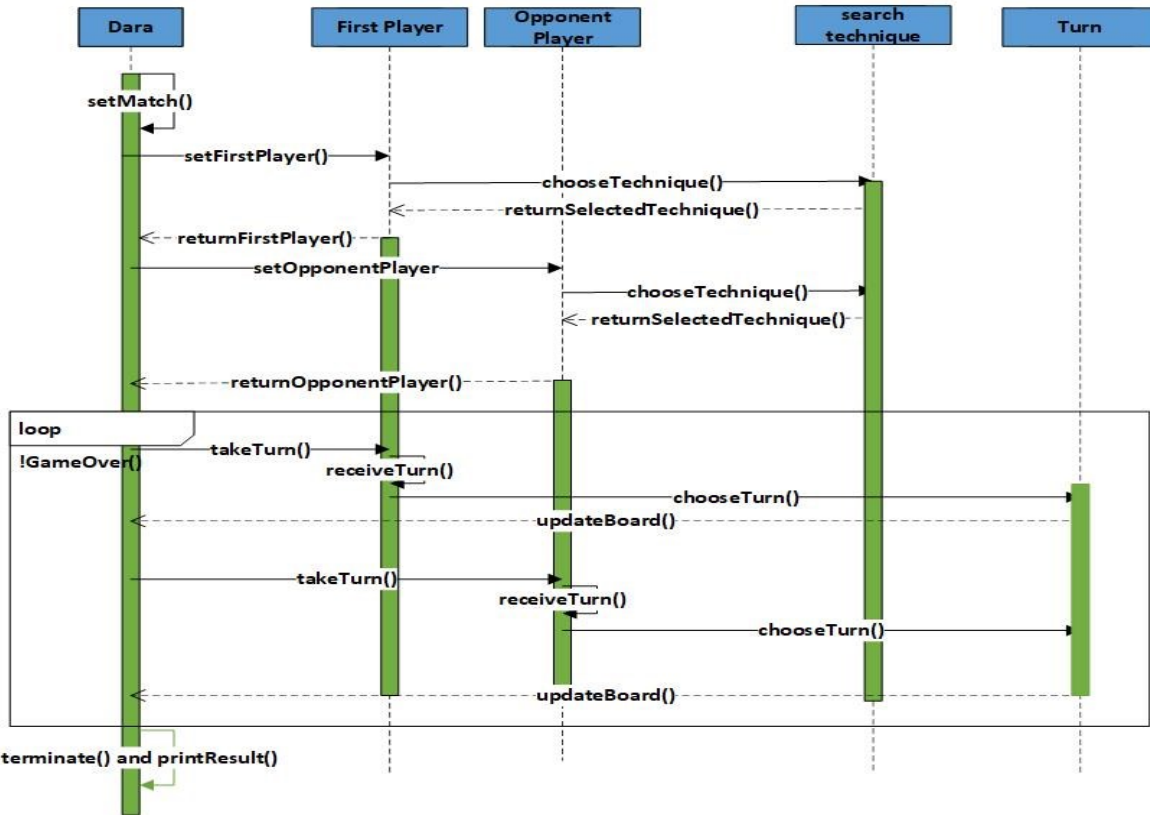 Dara
First Player
Opponent
Player
search
technique
Turn
setMatch()
setFirstPlayer()
chooseTechnique()
returnSelectedTechnique()
returnFirstPlayer()
setOpponentPlayer
chooseTechnique()
returnSelectedTechnique()
returnOpponentPlayer()
loop
!GameOver()
takeTurn()
receiveTurn()
chooseTurn()
updateBoard()
takeTurn()
receiveTurn()
chooseTurn()
updateBoard()
terminate() and printResult()